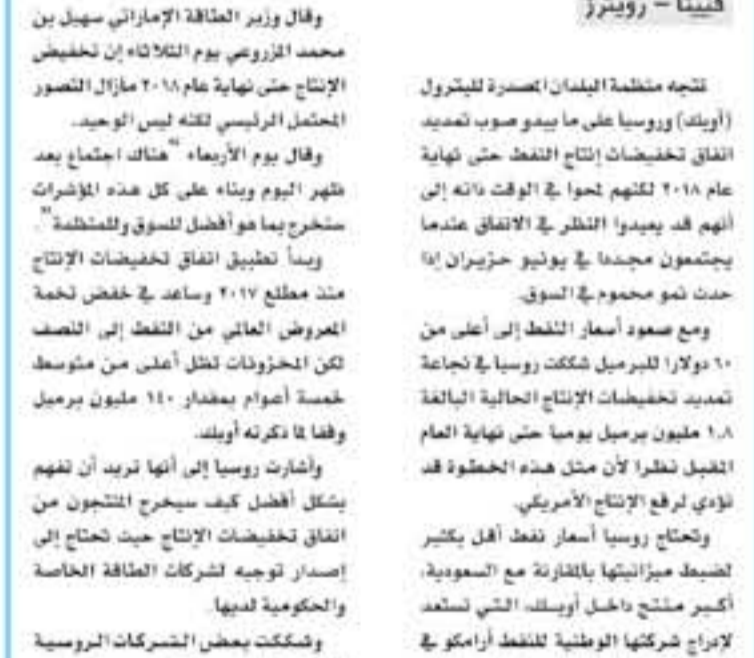 فيينا – رويترز
تتجه منظمة البلدان المصدرة للبترول
(أوبك) وروسيا على ما يبدو صوب تمديد
اتفاق تخفيضات إنتاج النفط حتى نهاية
عام ٢٠١٨ لكنهم لمحوا في الوقت ذاته إلى
أنهم قد يعيدوا النظر في الاتفاق عندما
يجتمعون مجددا في يونيو حزيران إذا
حدث نمو محموم في السوق.
ومع صعود أسعار النفط إلى أعلى من
٦٠ دولارا للبرميل شككت روسيا في نجاعة
تمديد تخفيضات الإنتاج الحالية البالغة
١.٨ مليون برميل يوميا حتى نهاية العام
المقبل نظرا لأن مثل هذه الخطوة قد
تؤدي لرفع الإنتاج الأمريكي.
وتحتاج روسيا أسعار نفط أقل بكثير
لضبط ميزانيتها بالمقارنة مع السعودية،
أكبر منتج داخل أوبك، التي تستعد
لإدراج شركتها الوطنية للنفط أرامكو في
وقال وزير الطاقة الإماراتي سهيل بن
محمد المزروعي يوم الثلاثاء إن تخفيض
الإنتاج حتى نهاية عام ٢٠١٨ مازال التصور
المحتمل الرئيسي لكنه ليس الوحيد.
وقال يوم الأربعاء "هناك اجتماع بعد
ظهر اليوم وبناء على كل هذه المؤشرات
سنخرج بما هو أفضل للسوق وللمنظمة".
وبدأ تطبيق اتفاق تخفيضات الإنتاج
منذ مطلع ٢٠١٧ وساعد في خفض تخمة
المعروض العالمي من النفط إلى النصف
لكن المخزونات تظل أعلى من متوسط
خمسة أعوام بمقدار ١٤٠ مليون برميل
وفقا لما ذكرته أوبك.
وأشارت روسيا إلى أنها تريد أن تفهم
بشكل أفضل كيف سيخرج المنتجون من
اتفاق تخفيضات الإنتاج حيث تحتاج إلى
إصدار توجيه لشركات الطاقة الخاصة
والحكومية لديها.
وشككت بعض الشركات الروسية